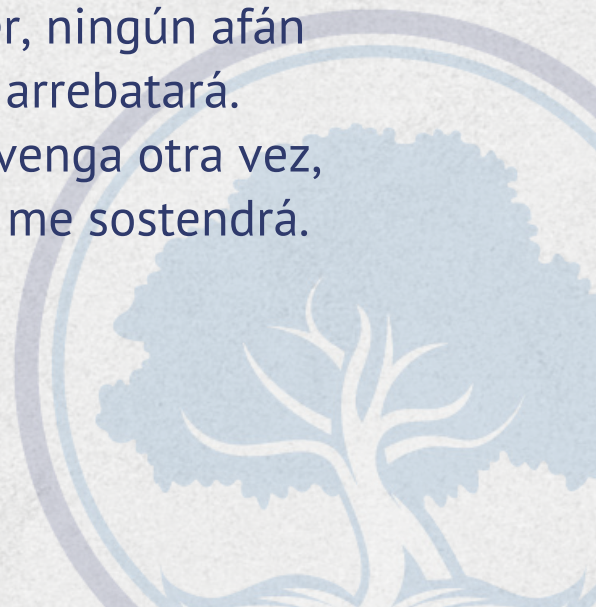 r, ningún afán
arrebatará.
venga otra vez,
me sostendrá.